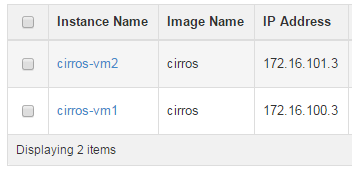 Instance Name Image Name IP Address
cirros-vm2 cirros 172.16.101.3
cirros-vm1 cirros 172.16.100.3
Displaying 2 items